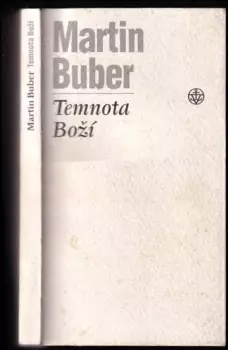 Martin Buber Temnota Boží
Martin
Buber
Temnota
Boží